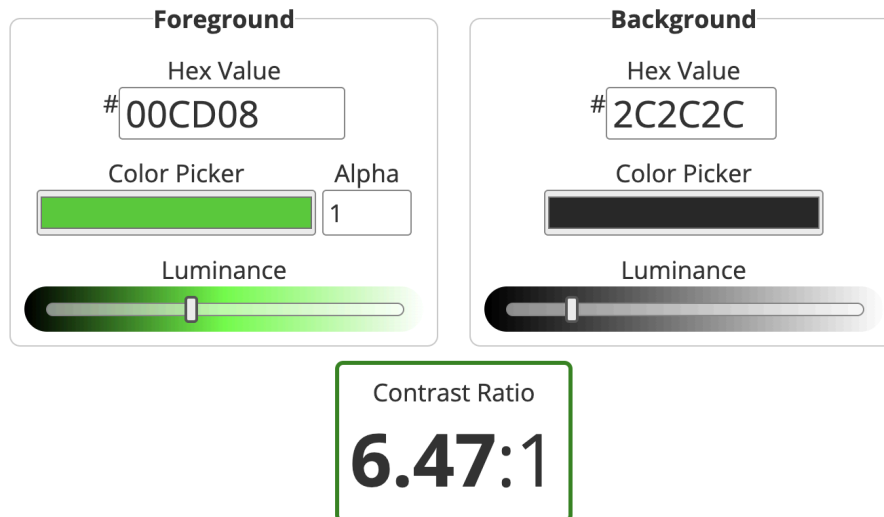 Foreground
Hex Value
#00CD08
Color Picker
Alpha
1
Luminance
Background
Hex Value
#2C2C2C
Color Picker
Luminance
Contrast Ratio
6.47:1